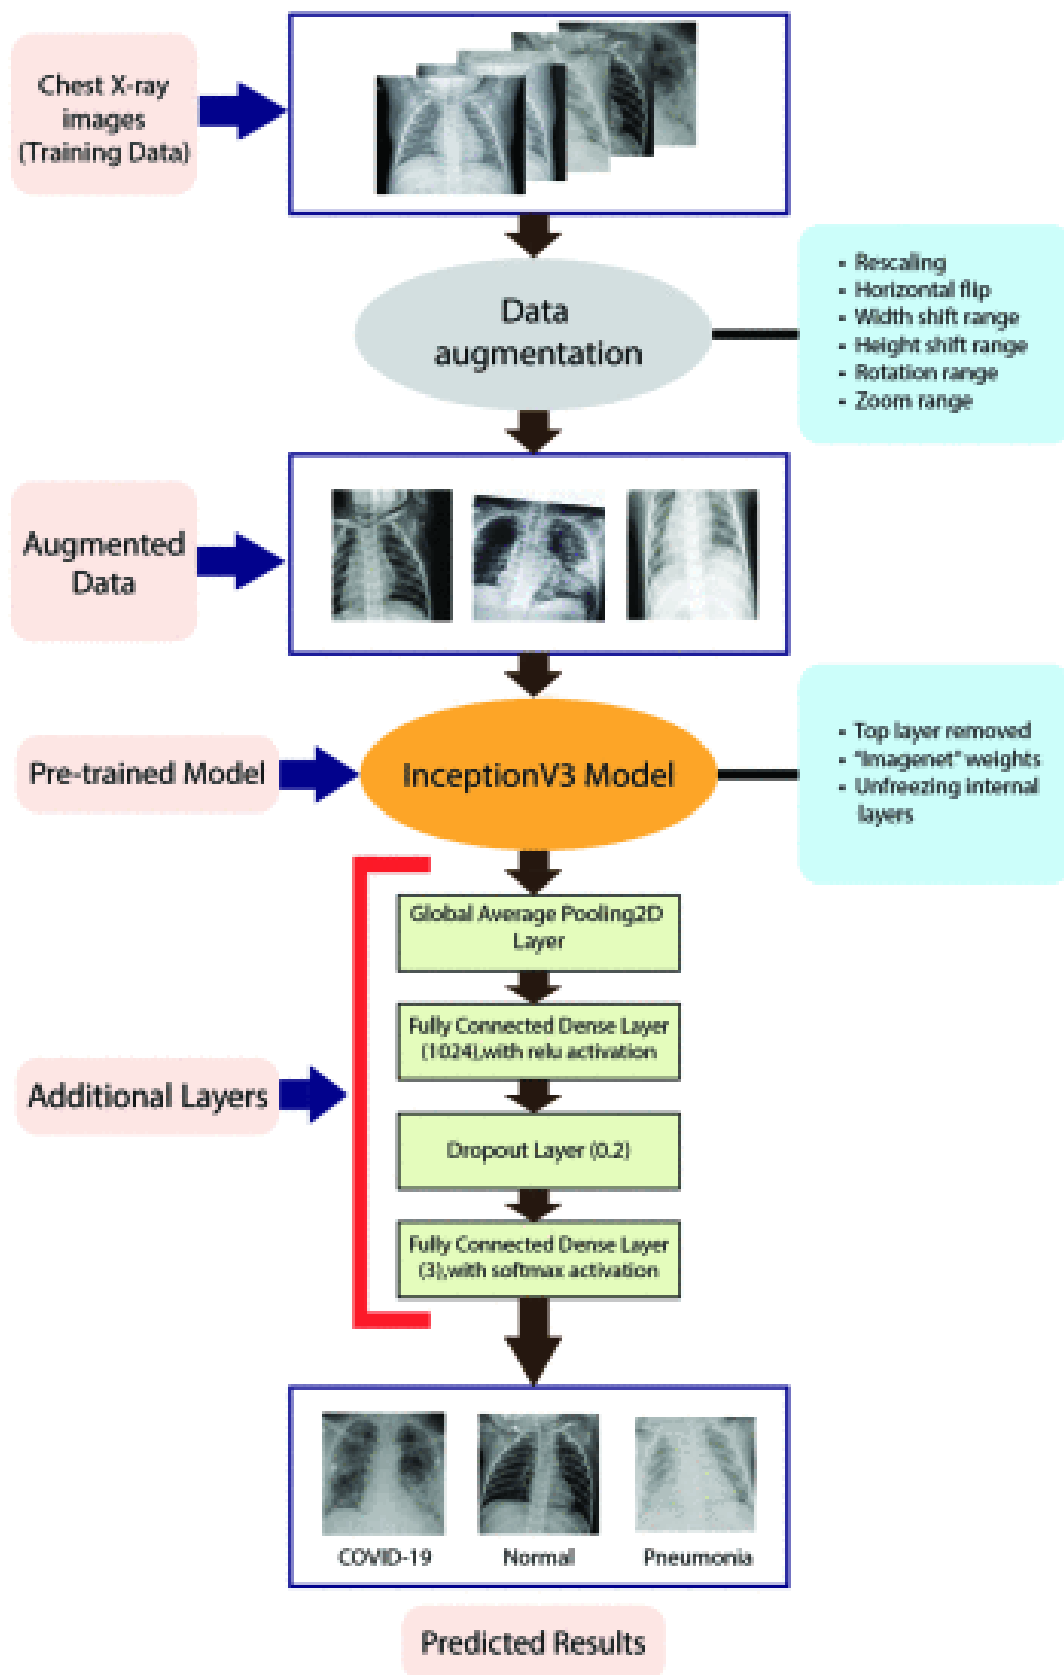 Chest X-ray
images
(Training Data)
Data
augmentation
- Rescaling
- Horizontal flip
- Width shift range
- Height shift range
- Rotation range
- Zoom range
Augmented
Data
Pre-trained Model
InceptionV3 Model
- Top layer removed
- "Imagenet" weights
- Unfreezing internal
layers
Global Average Pooling2D
Layer
Fully Connected Dense Layer
(1024),with relu activation
Additional Layers
Dropout Layer (0.2)
Fully Connected Dense Layer
(3),with softmax activation
COVID-19
Normal
Pneumonia
Predicted Results